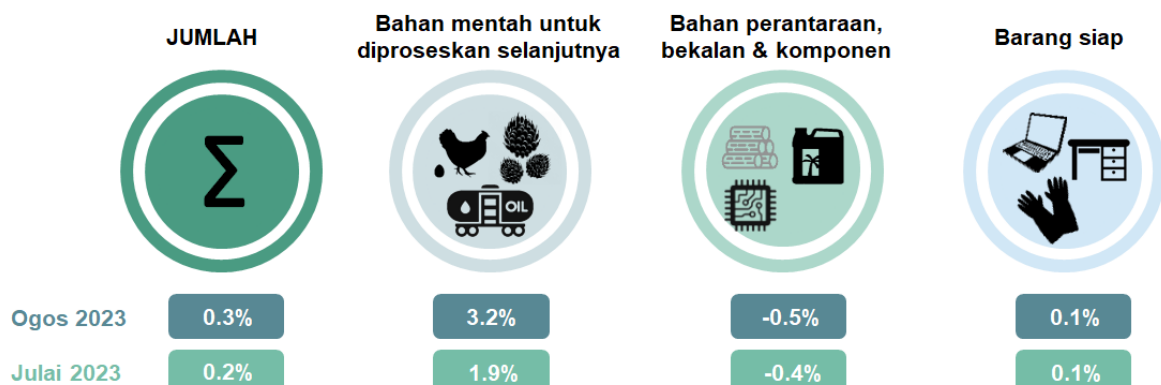 JUMLAH
Bahan mentah untuk
diproseskan selanjutnya
Bahan perantaraan,
bekalan & komponen
Barang siap
Σ
OIL
Ogos 2023 0.3% 3.2% -0.5% 0.1%
Julai 2023 0.2% 1.9% -0.4% 0.1%